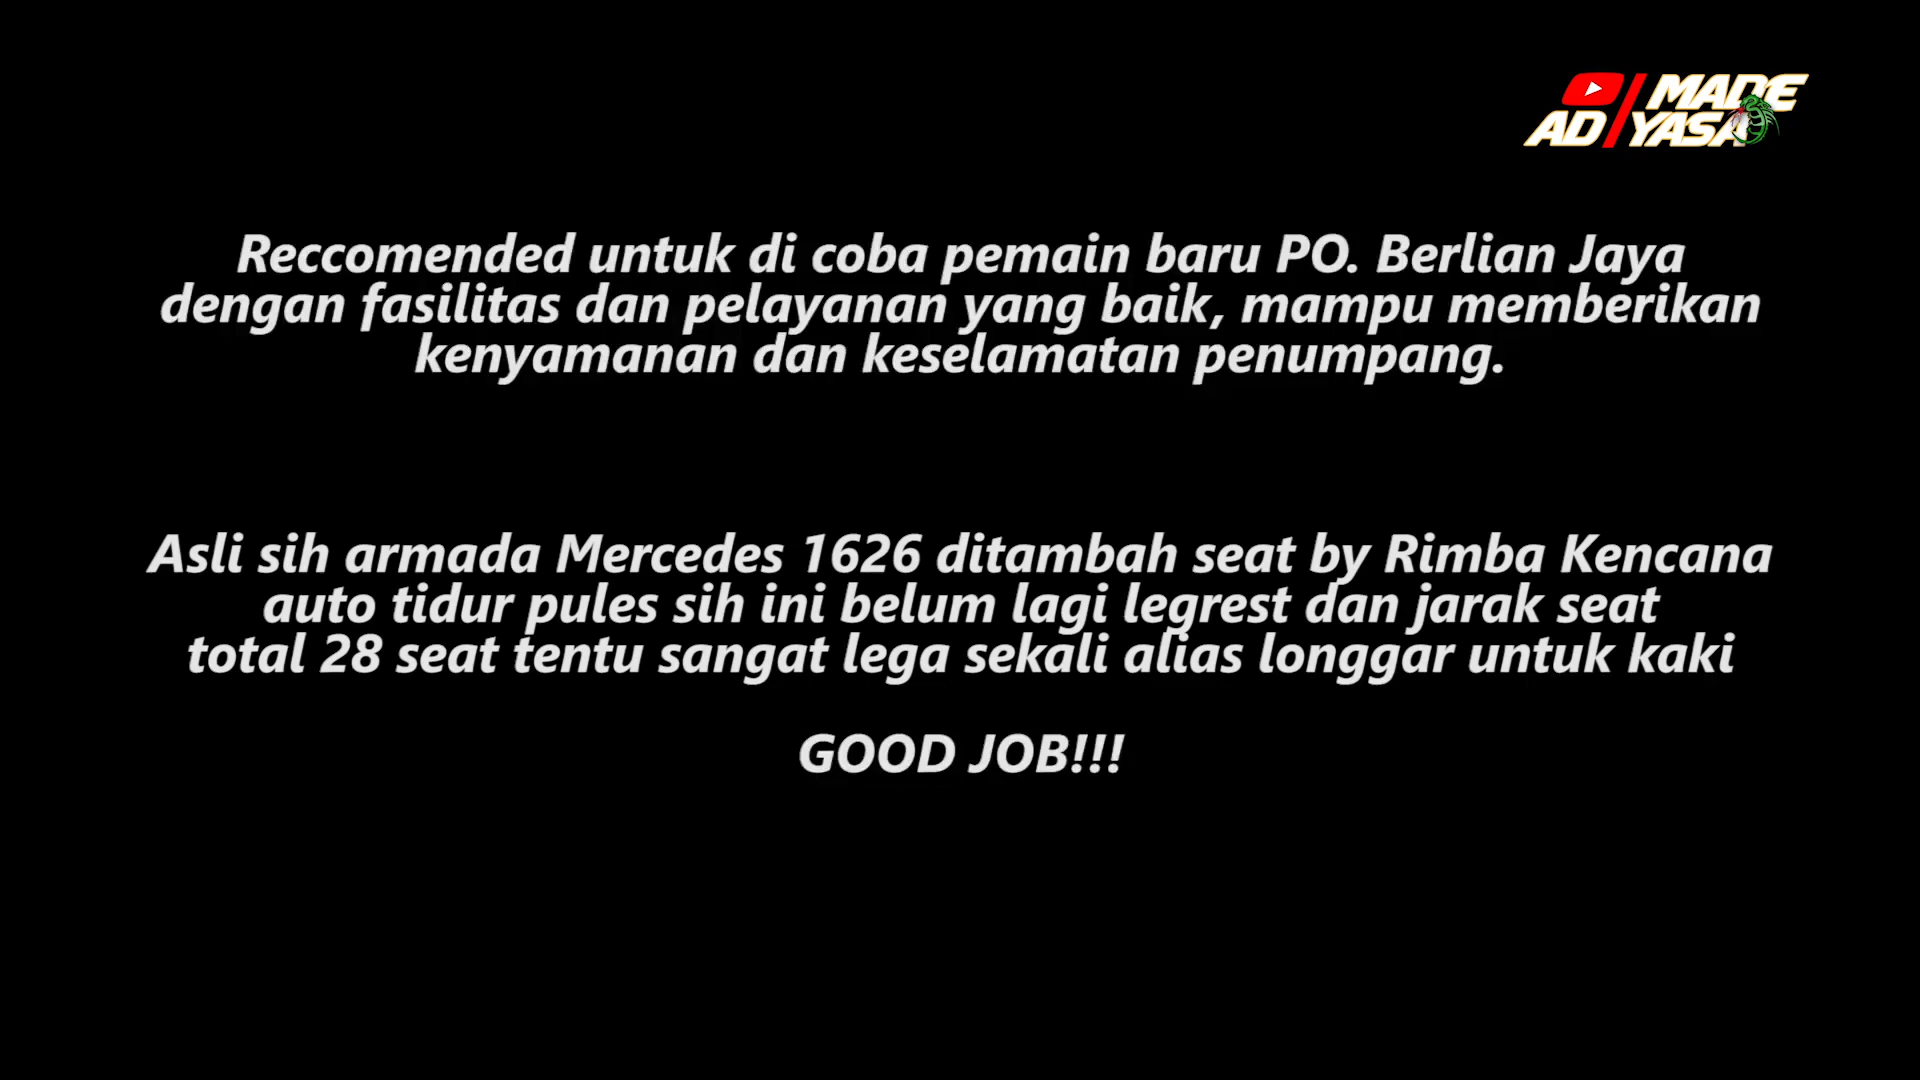 MADE
AD YASA
Reccomended untuk di coba pemain baru PO. Berlian Jaya
dengan fasilitas dan pelayanan yang baik, mampu memberikan
kenyamanan dan keselamatan penumpang.
Asli sih armada Mercedes 1626 ditambah seat by Rimba Kencana
auto tidur pules sih ini belum lagi legrest dan jarak seat
total 28 seat tentu sangat lega sekali alias longgar untuk kaki
GOOD JOB!!!